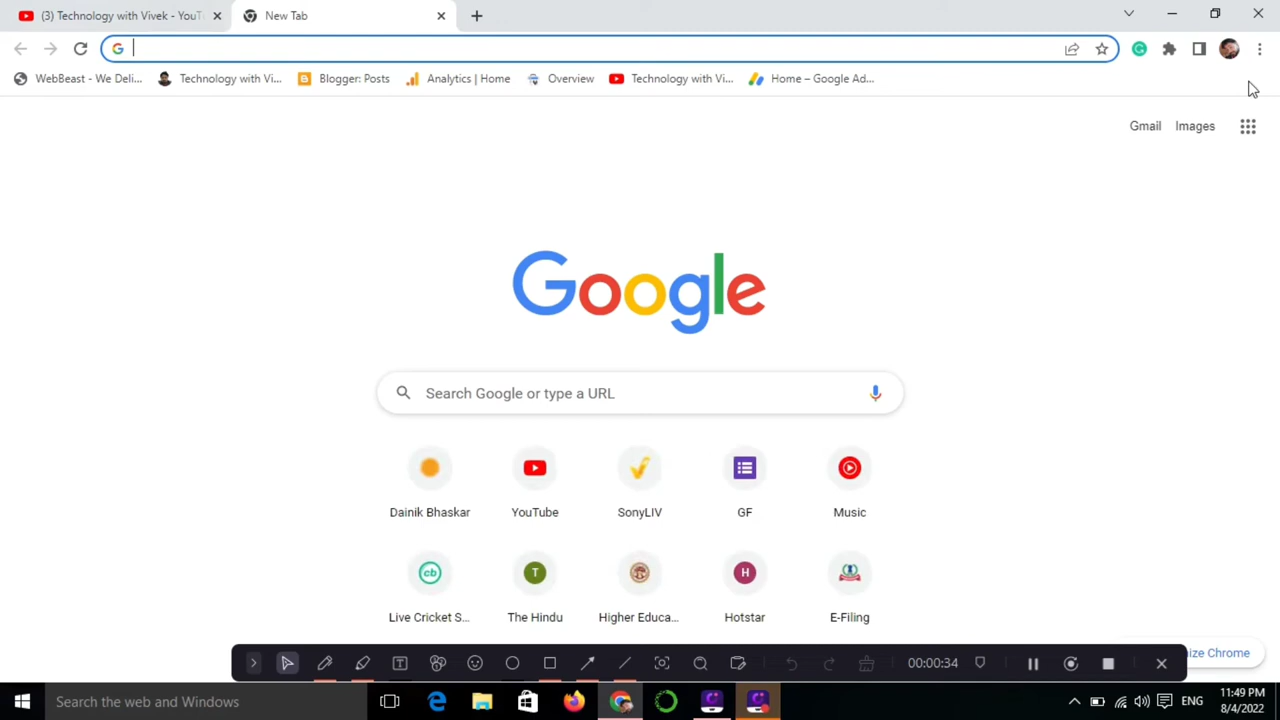 (3) Technology with Vivek - YouT
New Tab
WebBeast - We Deli...
Technology with Vi...
Blogger: Posts
Analytics | Home
Overview
Technology with Vi...
Home – Google Ad...
Gmail
Images
Google
Search Google or type a URL
Dainik Bhaskar
YouTube
SonyLIV
GF
Music
cb
T
H
Live Cricket S...
The Hindu
Higher Educa...
Hotstar
E-Filing
00:00:34
ize Chrome
Search the web and Windows
ENG
11:49 PM
8/4/2022